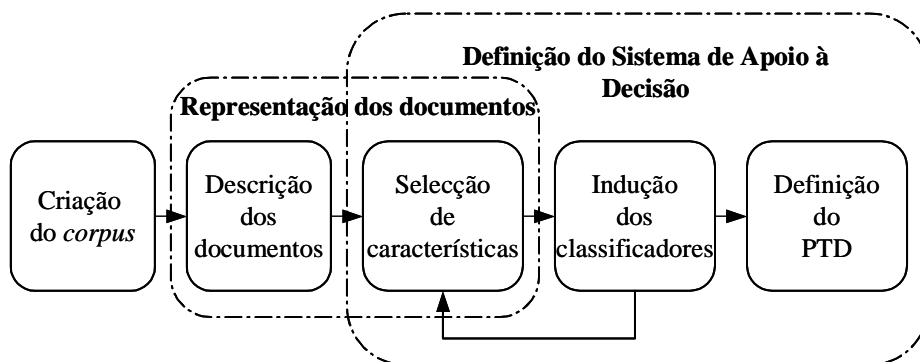 Definição do Sistema de Apoio à
Decisão
Representação dos documentos
Criação
do corpus
Descrição
dos
documentos
Selecção
de
características
Indução
dos
classificadores
Definição
do
PTD